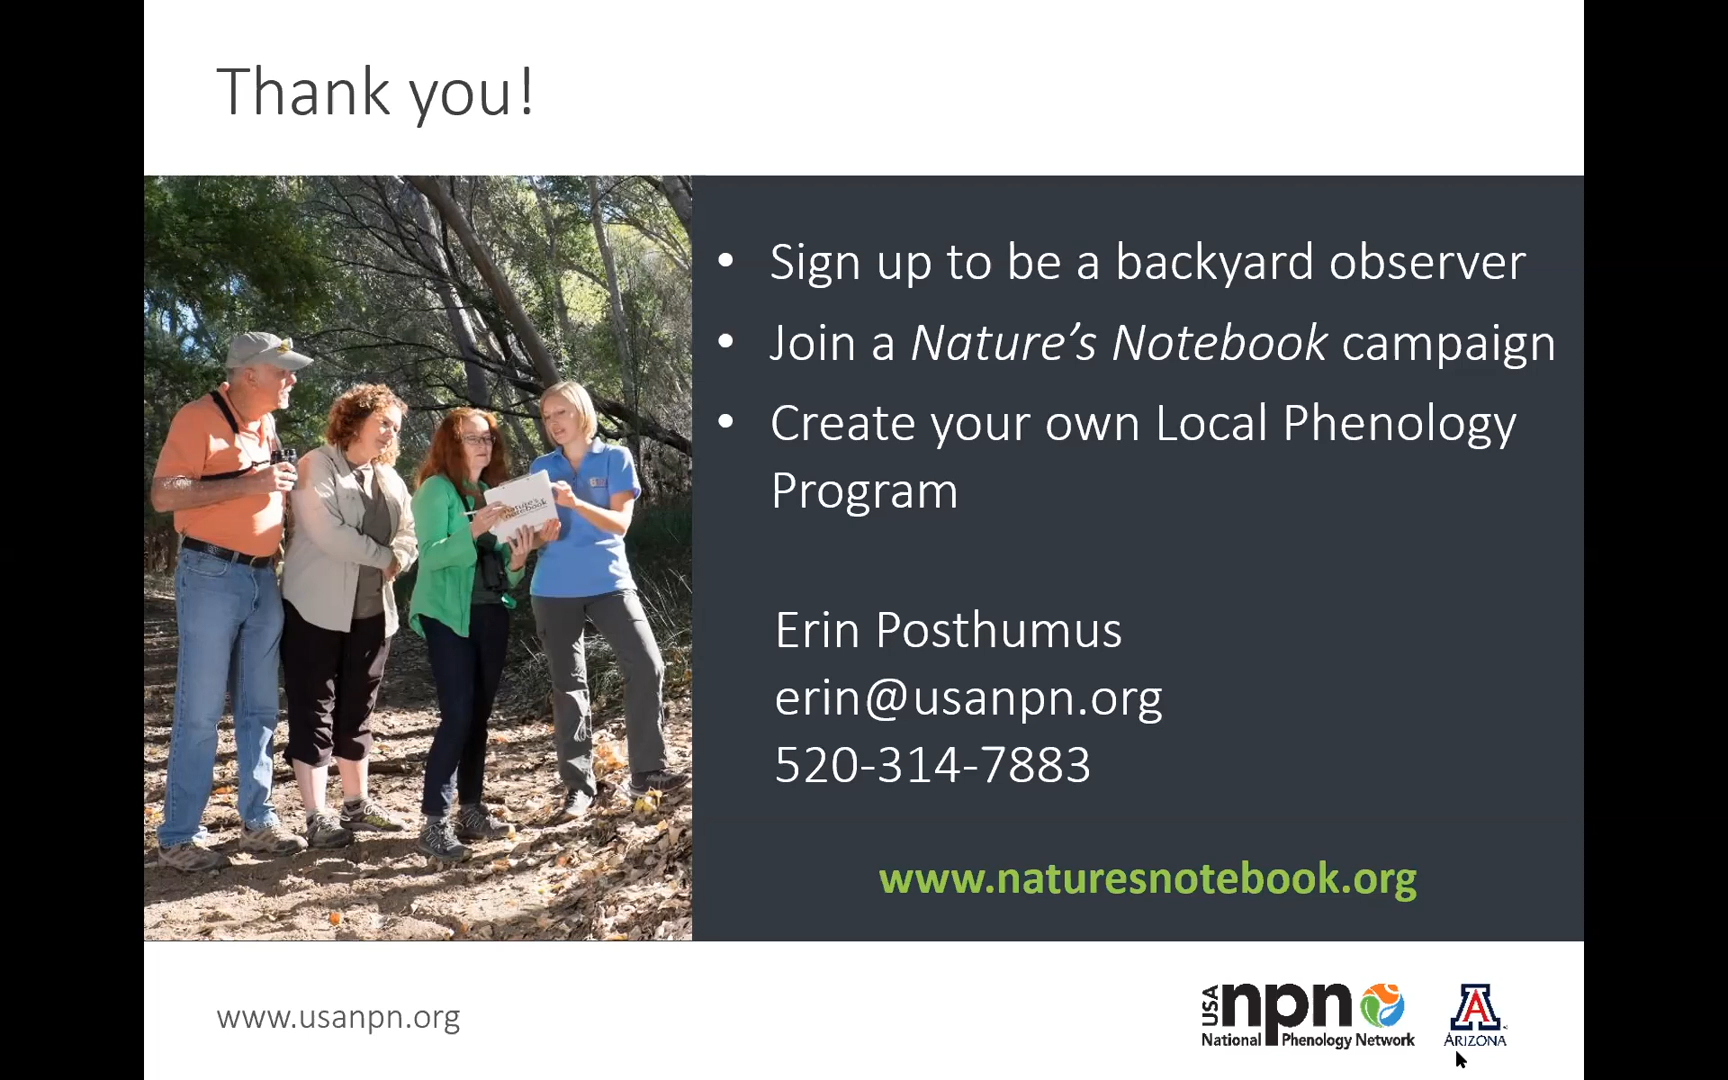 Thank you!
• Sign up to be a backyard observer
• Join a Nature’s Notebook campaign
• Create your own Local Phenology
Program
nature's
notebook
Erin Posthumus
erin@usanpn.org
520-314-7883
www.naturesnotebook.org
www.usanpn.org
USA npn
National Phenology Network
A
ARIZONA